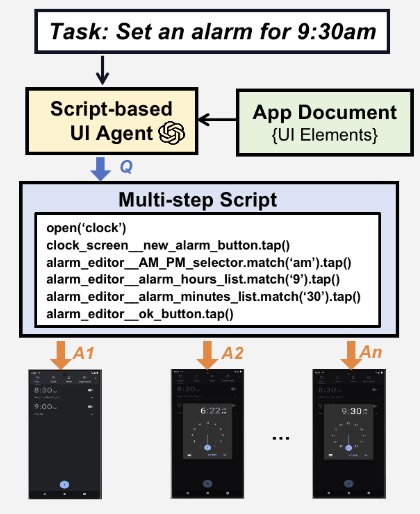 Task: Set an alarm for 9:30am
Script-based
UI Agent
App Document
{UI Elements}
Q
Multi-step Script
open(‘clock’)
clock_screen__new_alarm_button.tap()
alarm_editor__AM_PM_selector.match(‘am’).tap()
alarm_editor__alarm_hours_list.match(‘9’).tap()
alarm_editor__alarm_minutes_list.match(‘30’).tap()
alarm_editor__ok_button.tap()
A1
A2
An
8:30
9:00
6:22
9:30
...